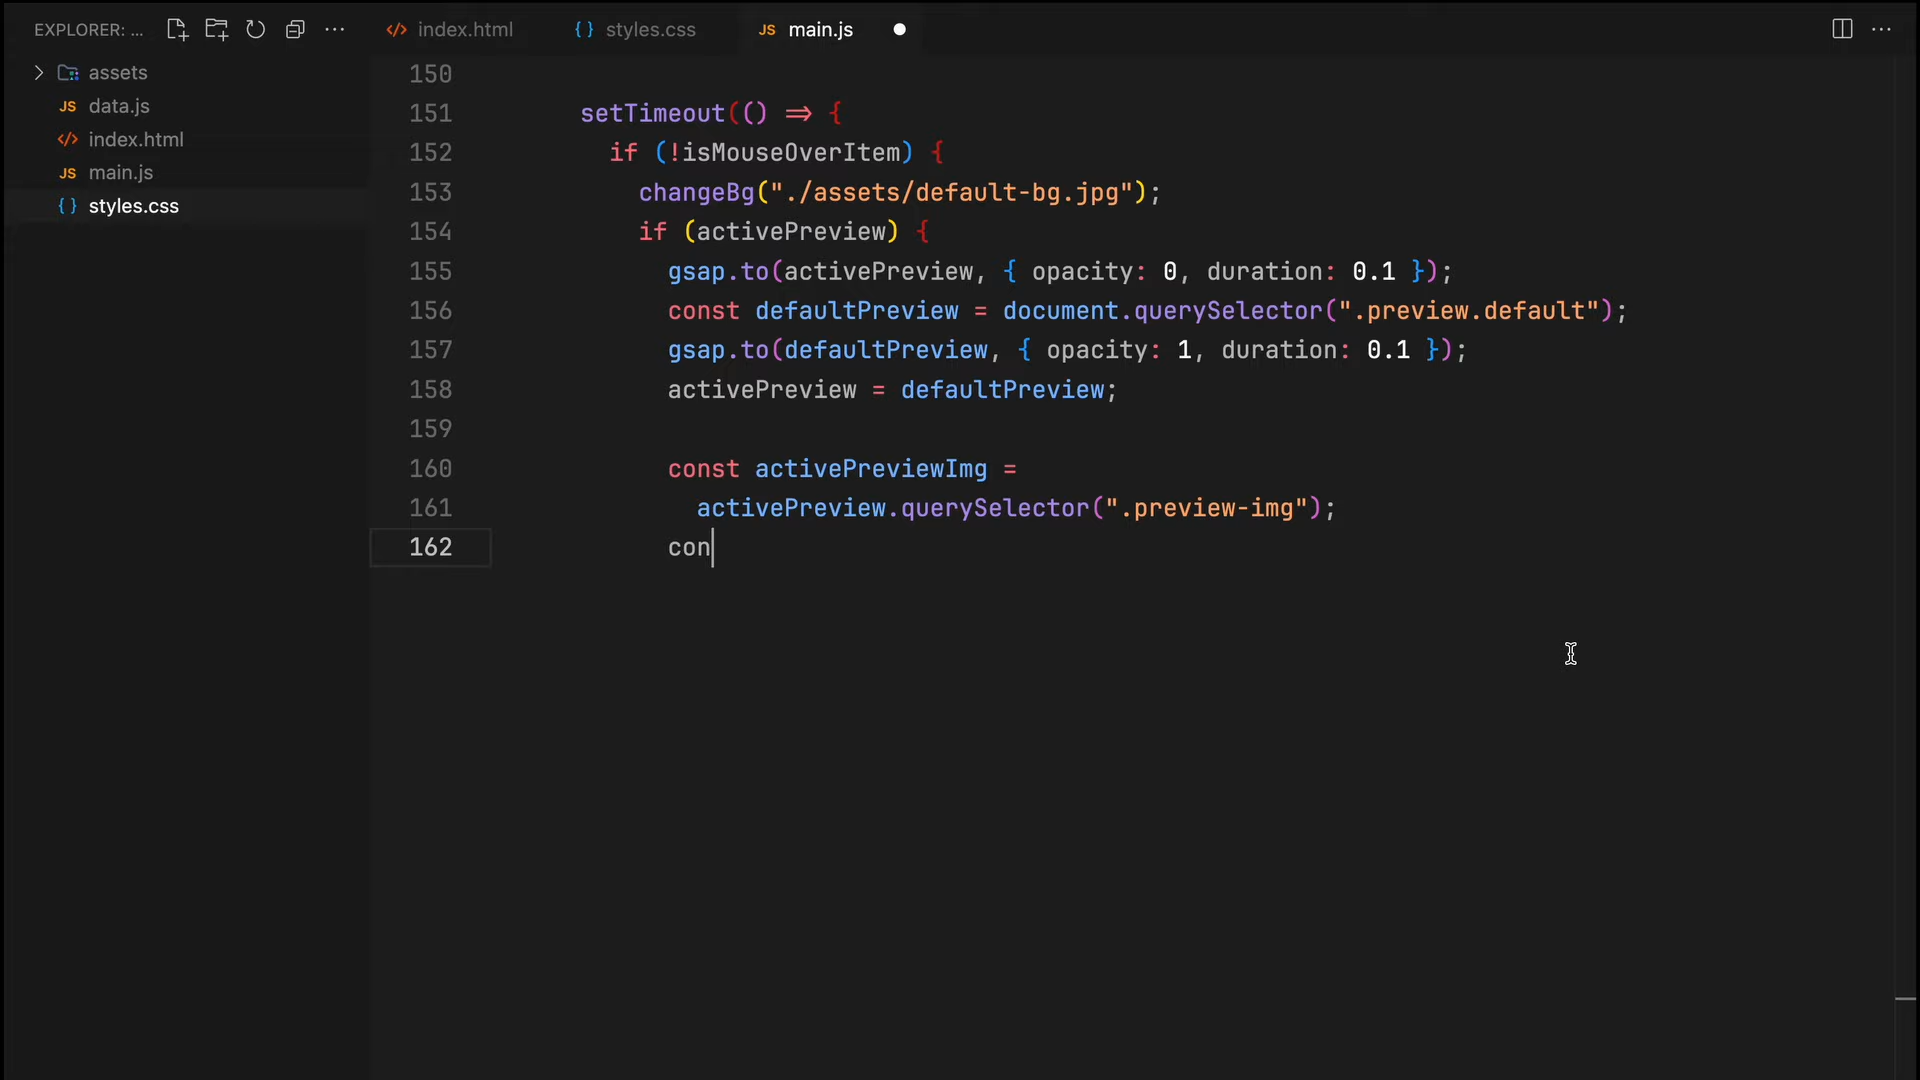 EXPLORER: ...
index.html
styles.css
JS main.js
assets
JS data.js
index.html
JS main.js
{} styles.css
150
151 setTimeout(() => {
152 if (!isMouseOverItem) {
153 changeBg("./assets/default-bg.jpg");
154 if (activePreview) {
155 gsap.to(activePreview, { opacity: 0, duration: 0.1 });
156 const defaultPreview = document.querySelector(".preview.default");
157 gsap.to(defaultPreview, { opacity: 1, duration: 0.1 });
158 activePreview = defaultPreview;
159
160 const activePreviewImg =
161 activePreview.querySelector(".preview-img");
162 con